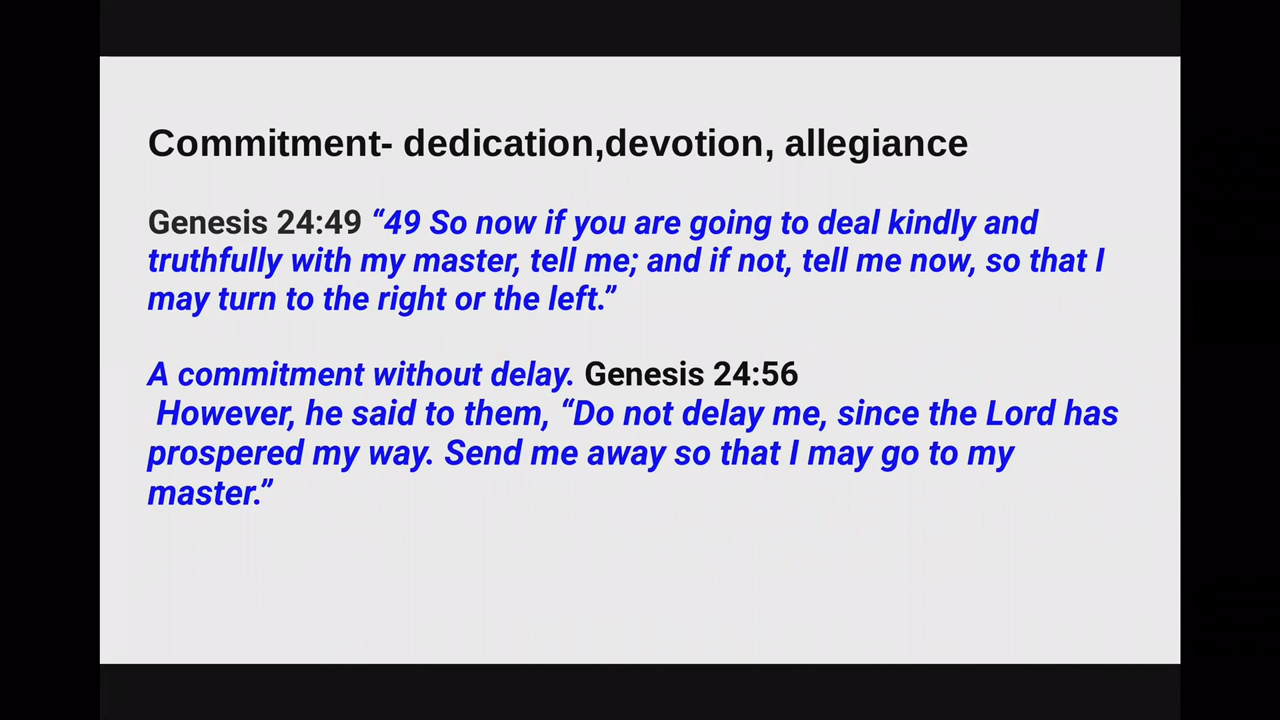 Commitment- dedication,devotion, allegiance
Genesis 24:49 “49 So now if you are going to deal kindly and
truthfully with my master, tell me; and if not, tell me now, so that I
may turn to the right or the left.”
A commitment without delay. Genesis 24:56
However, he said to them, “Do not delay me, since the Lord has
prospered my way. Send me away so that I may go to my
master.”